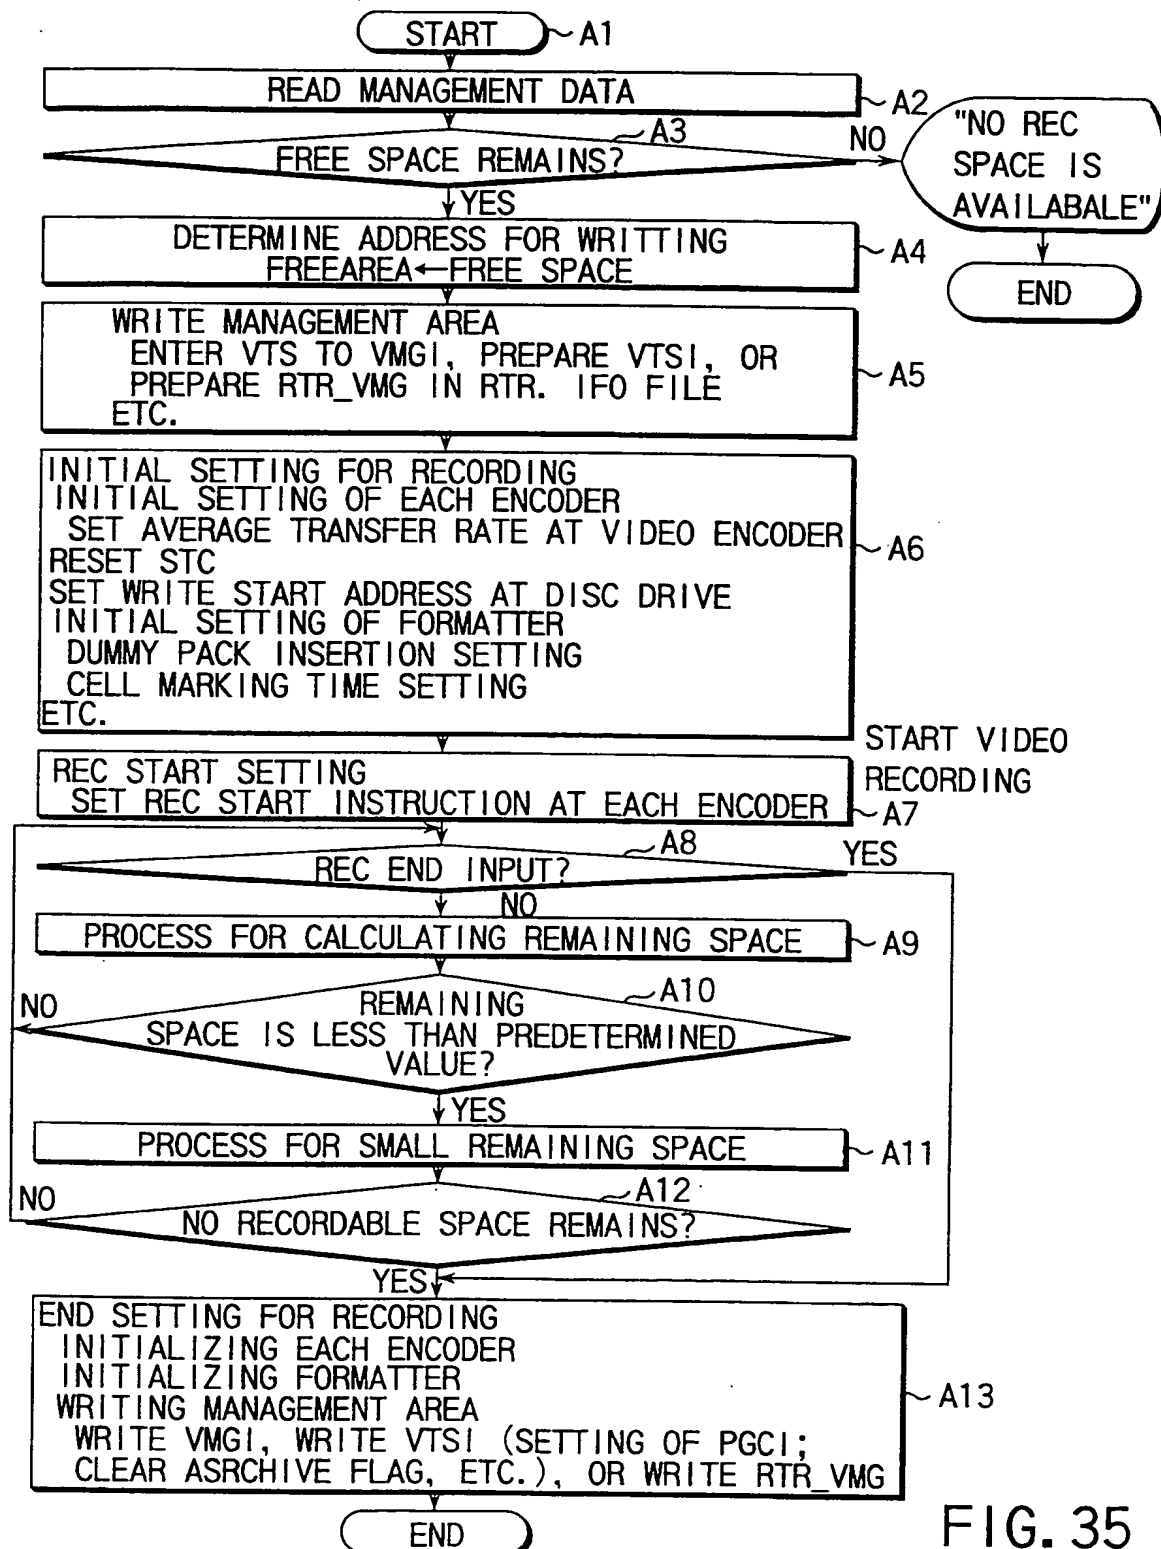 START A1
READ MANAGEMENT DATA A2
A3
FREE SPACE REMAINS? NO
"NO REC
SPACE IS
AVAILABALE"
END
YES
DETERMINE ADDRESS FOR WRITTING
FREEAREA←FREE SPACE A4
WRITE MANAGEMENT AREA
ENTER VTS TO VMGI, PREPARE VTSI, OR
PREPARE RTR_VMG IN RTR. IFO FILE
ETC.
A5
INITIAL SETTING FOR RECORDING
INITIAL SETTING OF EACH ENCODER
SET AVERAGE TRANSFER RATE AT VIDEO ENCODER
RESET STC
SET WRITE START ADDRESS AT DISC DRIVE
INITIAL SETTING OF FORMATTER
DUMMY PACK INSERTION SETTING
CELL MARKING TIME SETTING
ETC.
A6
START VIDEO
RECORDING
REC START SETTING
SET REC START INSTRUCTION AT EACH ENCODER A7
A8
REC END INPUT? YES
NO
PROCESS FOR CALCULATING REMAINING SPACE A9
A10
NO
REMAINING
SPACE IS LESS THAN PREDETERMINED
VALUE?
YES
PROCESS FOR SMALL REMAINING SPACE A11
A12
NO
NO RECORDABLE SPACE REMAINS?
YES
END SETTING FOR RECORDING
INITIALIZING EACH ENCODER
INITIALIZING FORMATTER
WRITING MANAGEMENT AREA
WRITE VMGI, WRITE VTSI (SETTING OF PGCI;
CLEAR ASRCHIVE FLAG, ETC.), OR WRITE RTR_VMG
A13
END
FIG. 35